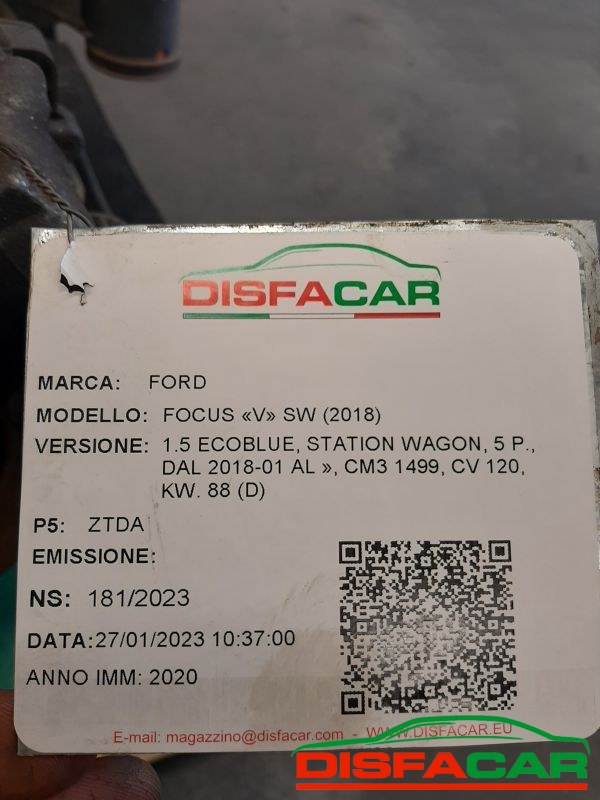 DISFACAR
MARCA: FORD
MODELLO: FOCUS «V» SW (2018)
VERSIONE: 1.5 ECOBLUE, STATION WAGON, 5 P.,
DAL 2018-01 AL », CM3 1499, CV 120,
KW. 88 (D)
P5: ZTDA
EMISSIONE:
NS: 181/2023
DATA:27/01/2023 10:37:00
ANNO IMM: 2020
E-mail: magazzino@disfacar.com - WWW.DISFACAR.EU
DISFACAR